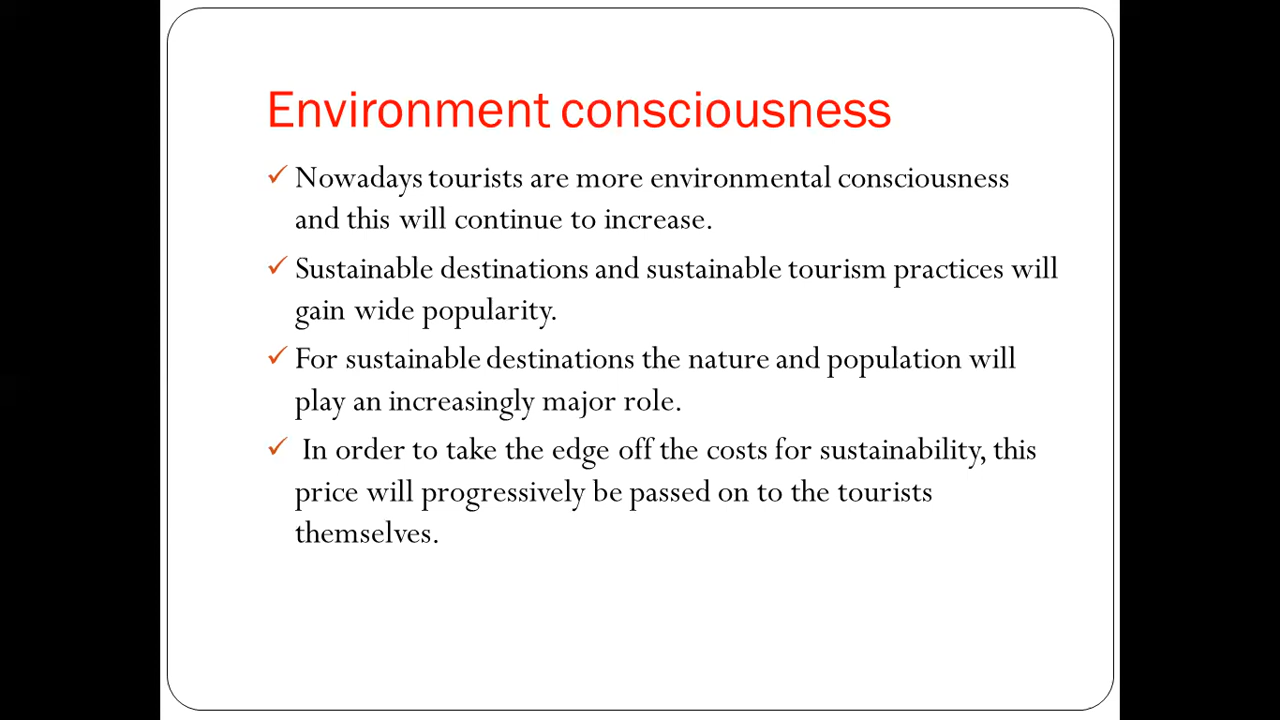 Environment consciousness
✓ Nowadays tourists are more environmental consciousness
and this will continue to increase.
✓ Sustainable destinations and sustainable tourism practices will
gain wide popularity.
✓ For sustainable destinations the nature and population will
play an increasingly major role.
✓ In order to take the edge off the costs for sustainability, this
price will progressively be passed on to the tourists
themselves.